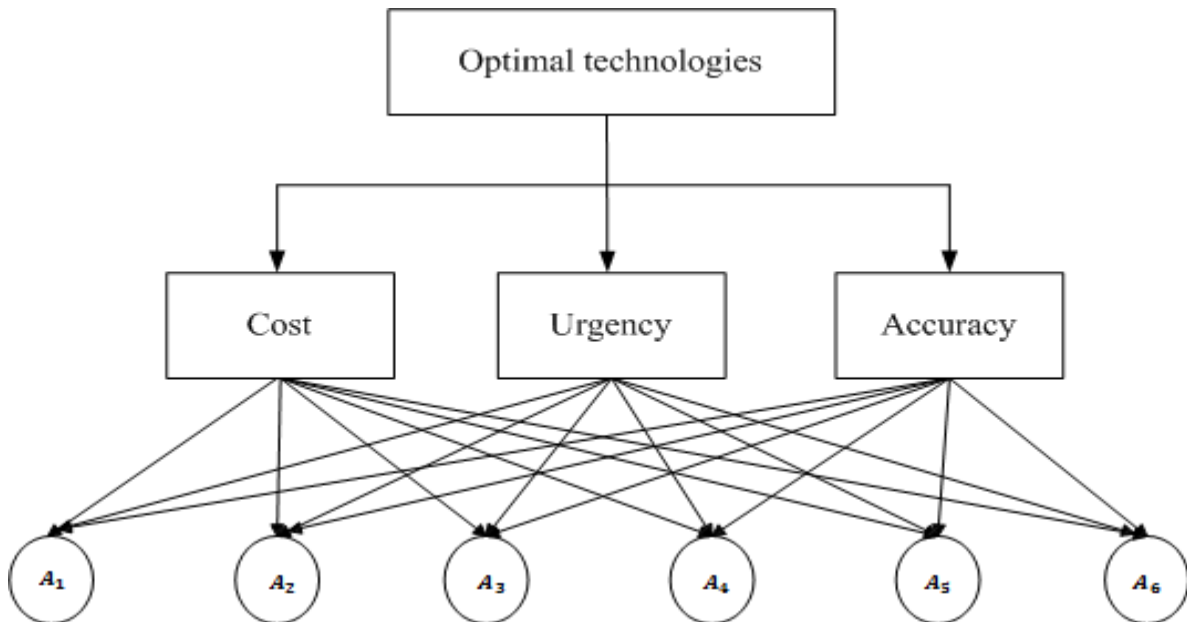 Optimal technologies
Cost
Urgency
Accuracy
A₁
A₂
A₃
A₄
A₅
A₆